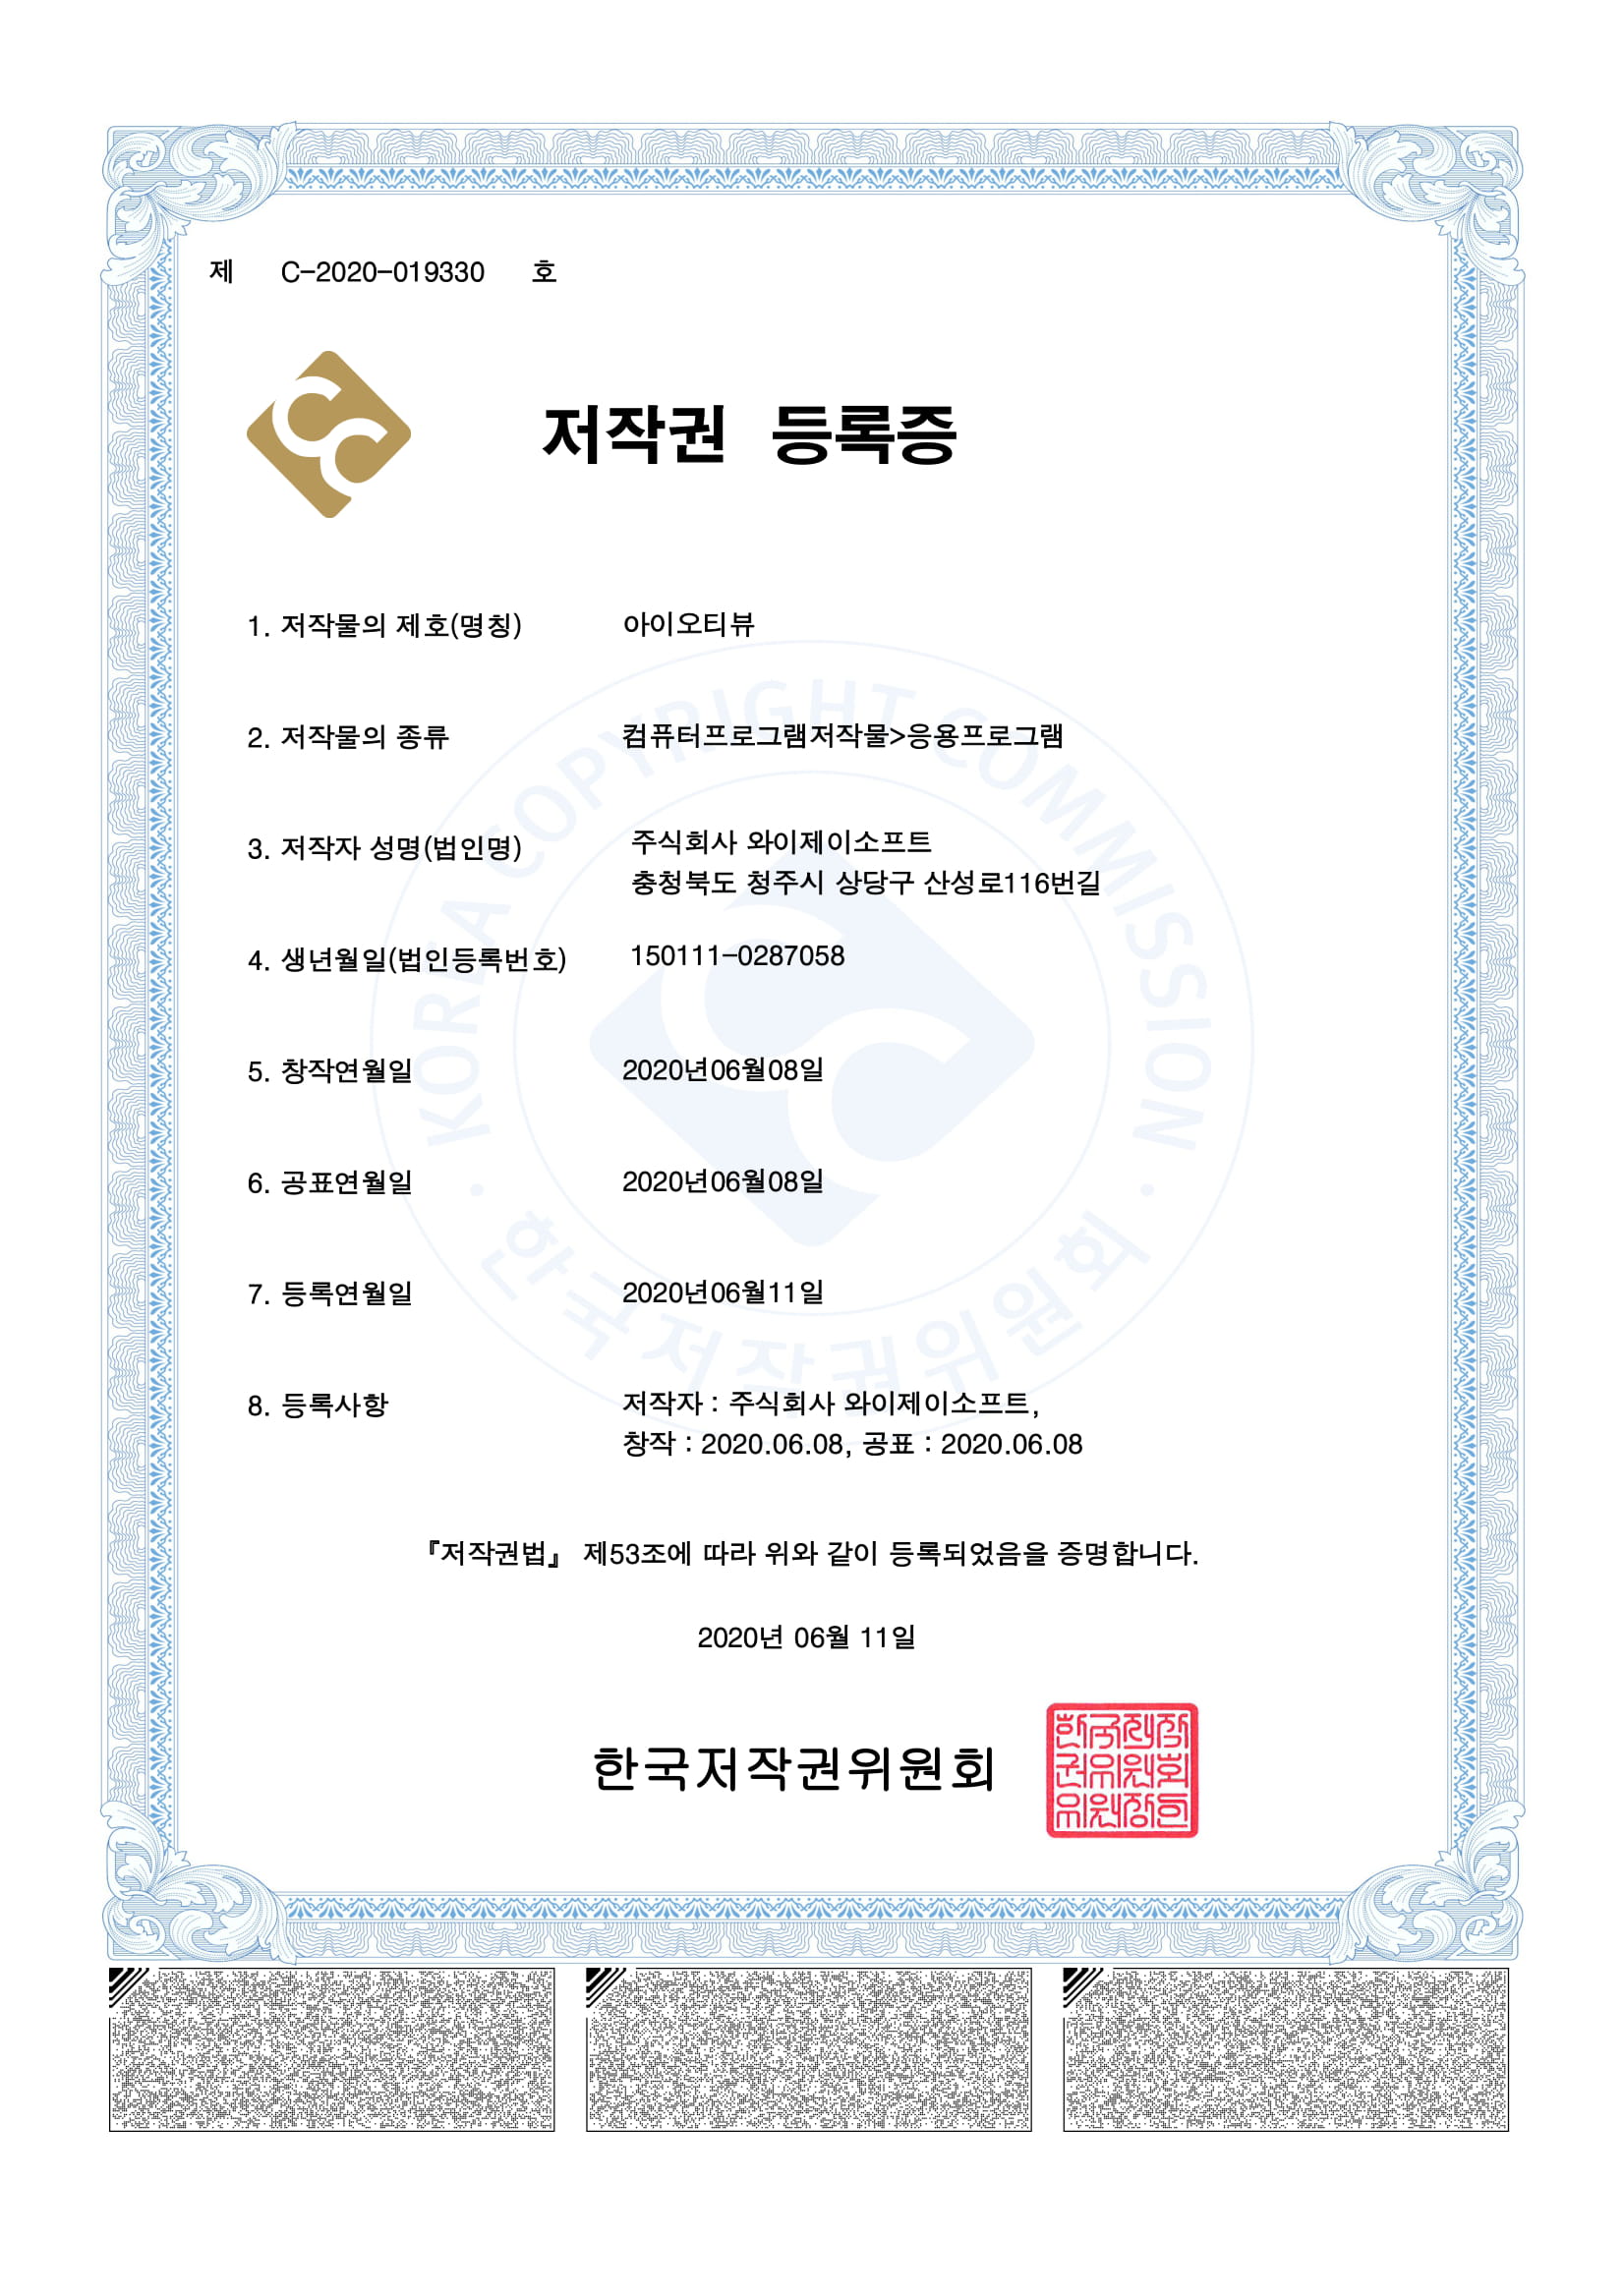 제 C-2020-019330 호
저작권 등록증
1. 저작물의 제호(명칭) 아이오티뷰
2. 저작물의 종류 컴퓨터프로그램저작물>응용프로그램
3. 저작자 성명(법인명) 주식회사 와이제이소프트
충청북도 청주시 상당구 산성로116번길
4. 생년월일(법인등록번호) 150111-0287058
5. 창작연월일 2020년06월08일
6. 공표연월일 2020년06월08일
7. 등록연월일 2020년06월11일
8. 등록사항 저작자 : 주식회사 와이제이소프트,
창작 : 2020.06.08, 공표 : 2020.06.08
『저작권법』 제53조에 따라 위와 같이 등록되었음을 증명합니다.
2020년 06월 11일
한국저작권위원회
KOREA COPYRIGHT COMMISSION
한국저작권위원회